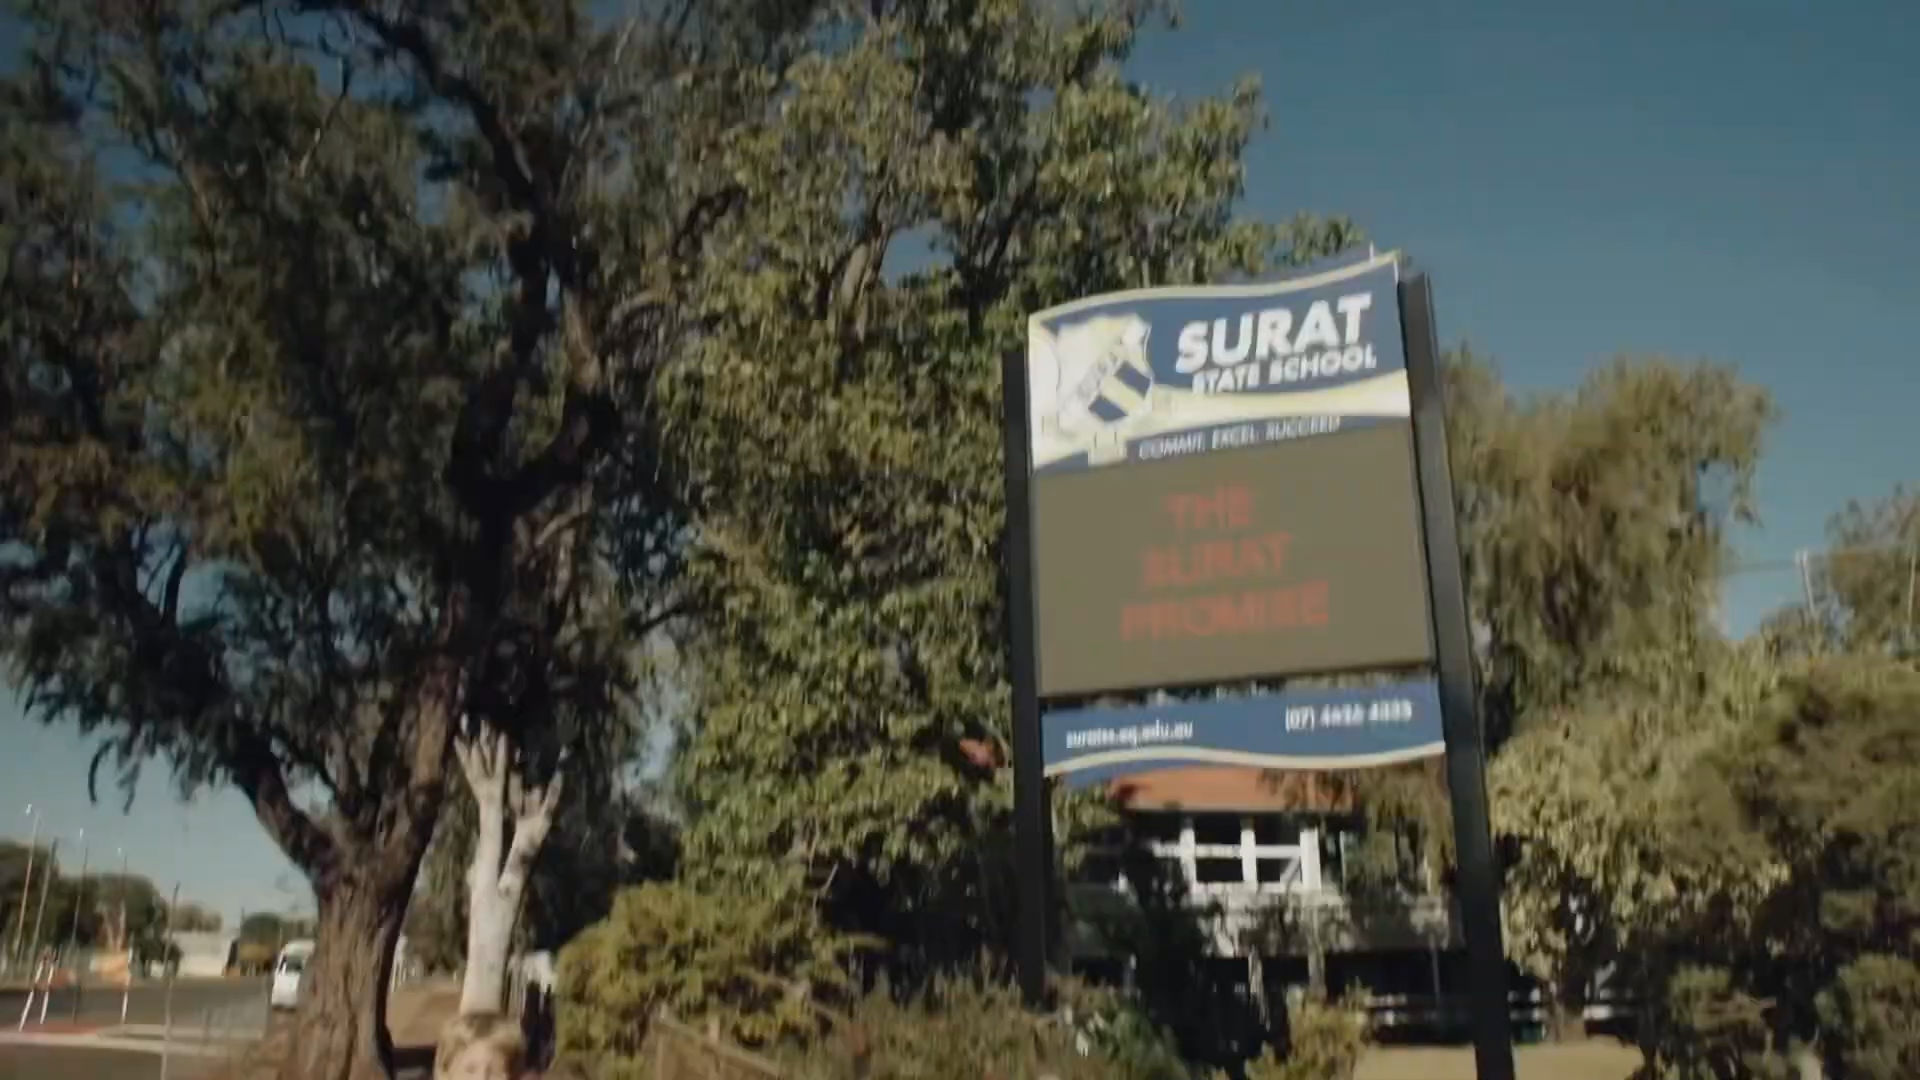 SURAT
STATE SCHOOL
COMMIT. EXCEL. SUCCEED
THE
SURAT
PROMISE
suratss.eq.edu.au
(07) 4626 4333